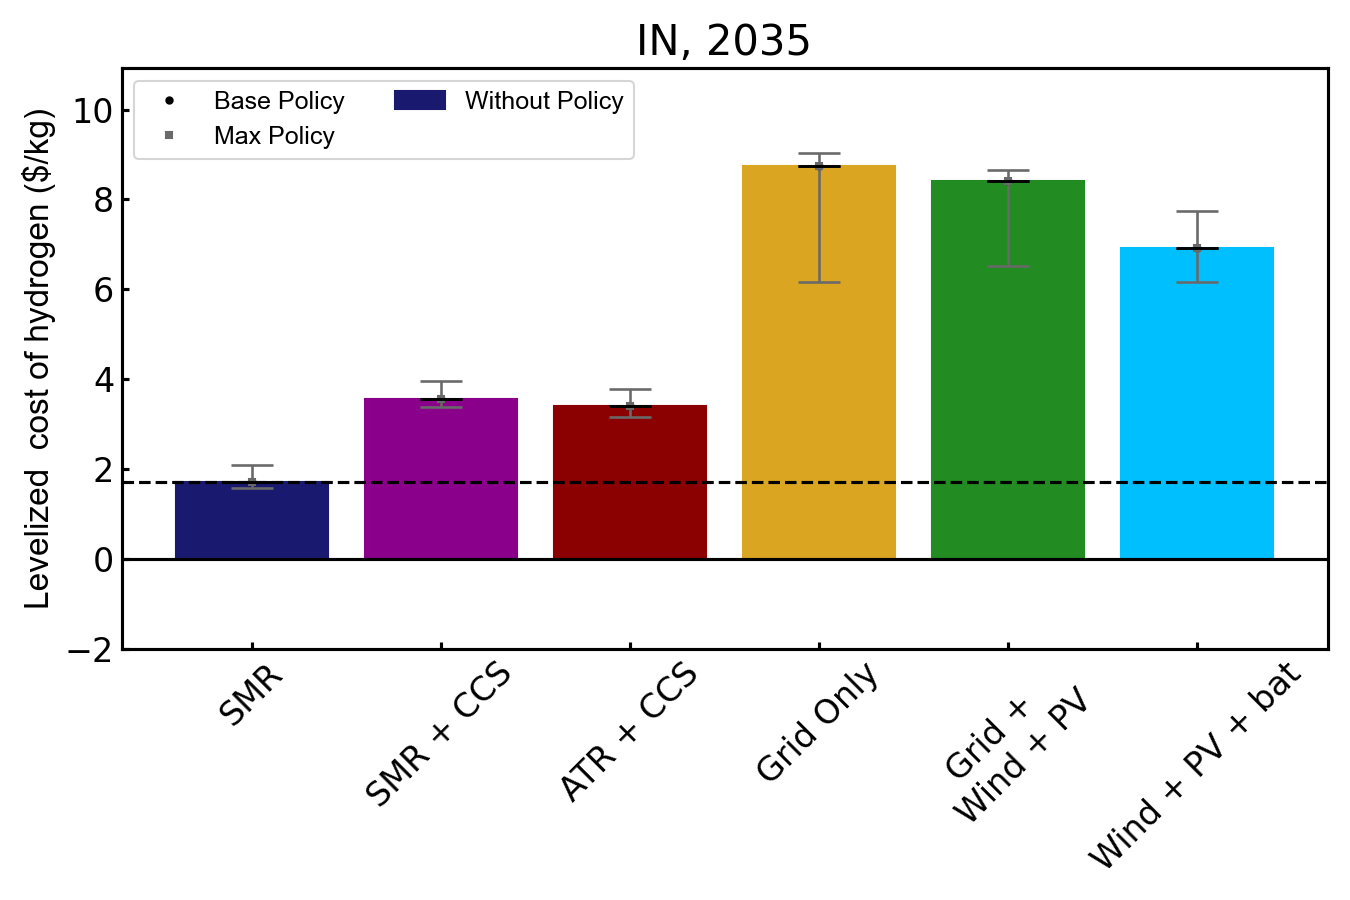 IN, 2035
Base Policy
Max Policy
Without Policy
Levelized  cost of hydrogen ($/kg)
10
8
6
4
2
0
−2
SMR
SMR + CCS
ATR + CCS
Grid Only
Grid +
Wind + PV
Wind + PV + bat